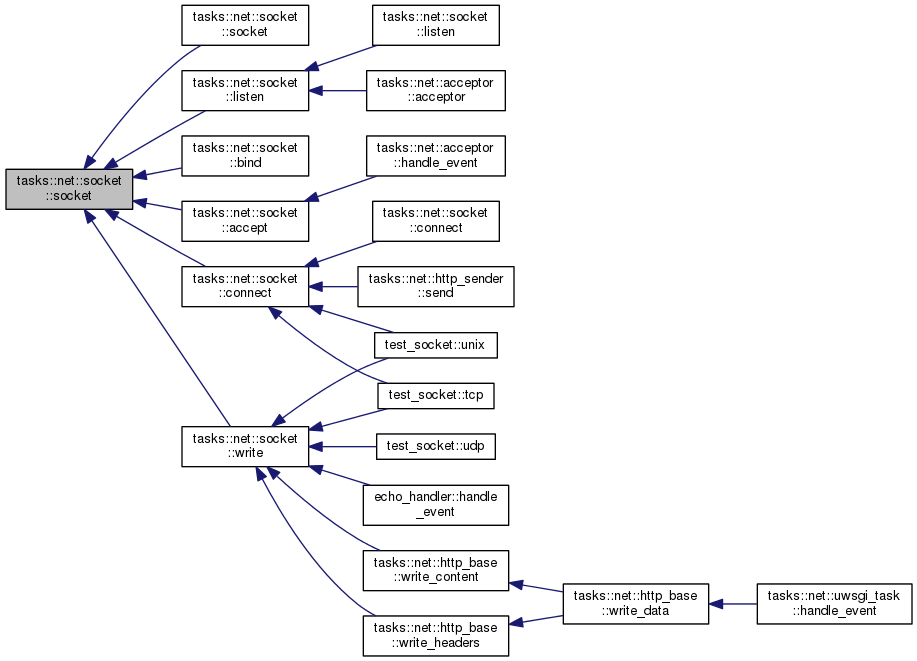 tasks::net::socket
::socket
tasks::net::socket
::socket
tasks::net::socket
::listen
tasks::net::socket
::bind
tasks::net::socket
::accept
tasks::net::socket
::connect
tasks::net::socket
::write
tasks::net::socket
::listen
tasks::net::acceptor
::acceptor
tasks::net::acceptor
::handle_event
tasks::net::socket
::connect
tasks::net::http_sender
::send
test_socket::unix
test_socket::tcp
test_socket::udp
echo_handler::handle
_event
tasks::net::http_base
::write_content
tasks::net::http_base
::write_headers
tasks::net::http_base
::write_data
tasks::net::uwsgi_task
::handle_event